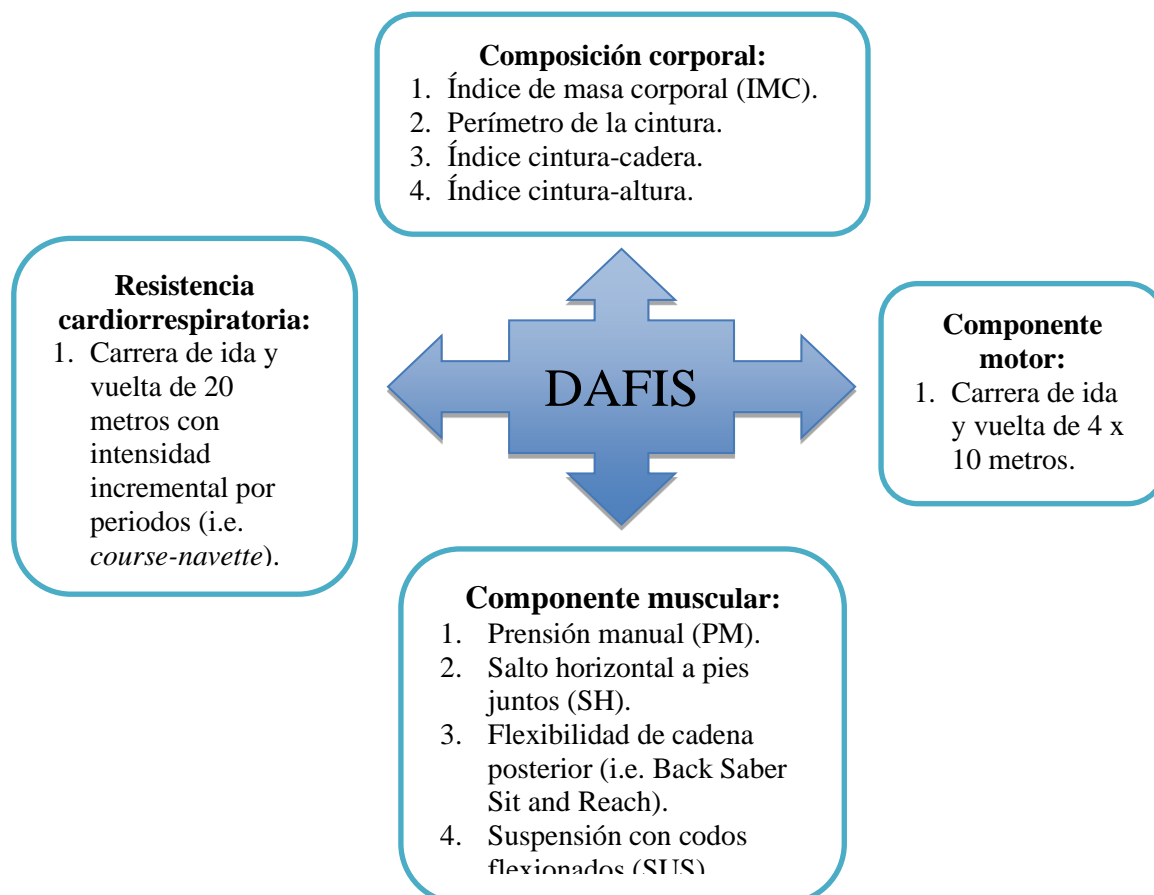 Composición corporal:
1. Índice de masa corporal (IMC).
2. Perímetro de la cintura.
3. Índice cintura-cadera.
4. Índice cintura-altura.
Resistencia
cardiorrespiratoria:
1. Carrera de ida y
vuelta de 20
metros con
intensidad
incremental por
periodos (i.e.
course-navette).
DAFIS
Componente
motor:
1. Carrera de ida
y vuelta de 4 x
10 metros.
Componente muscular:
1. Prensión manual (PM).
2. Salto horizontal a pies
juntos (SH).
3. Flexibilidad de cadena
posterior (i.e. Back Saber
Sit and Reach).
4. Suspensión con codos
flexionados (SUS)